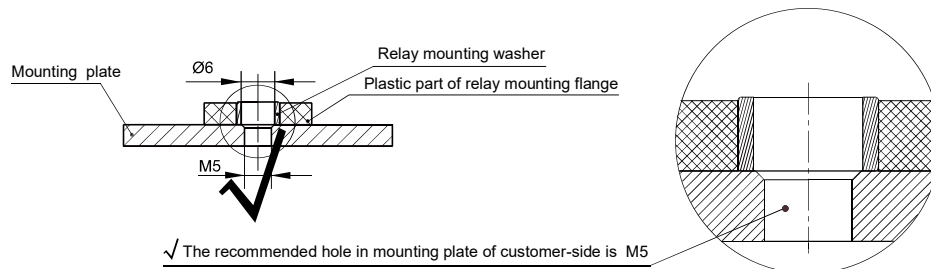 Relay mounting washer
Ø6
Mounting plate
Plastic part of relay mounting flange
M5
√ The recommended hole in mounting plate of customer-side is M5